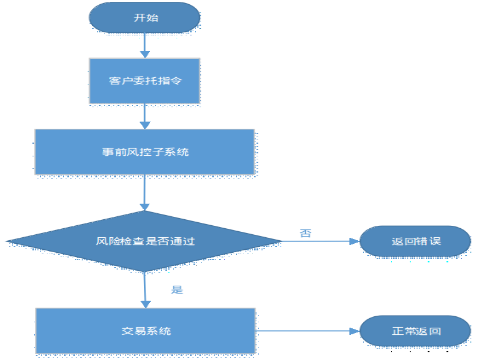 开始
客户委托指令
事前风控子系统
风险检查是否通过
否
返回错误
是
交易系统
正常返回